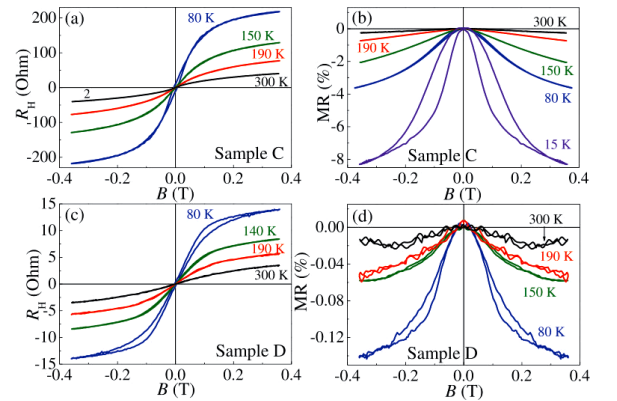 (a)
80 K
150 K
190 K
300 K
2
Sample C
R_H (Ohm)
200
100
0
-100
-200
-0.4 -0.2 0.0 0.2 0.4
B (T)
(b)
300 K
190 K
150 K
80 K
15 K
Sample C
MR (%)
0
-2
-4
-6
-8
-0.4 -0.2 0.0 0.2 0.4
B (T)
(c)
80 K
140 K
190 K
300 K
Sample D
R_H (Ohm)
15
10
5
0
-5
-10
-15
-0.4 -0.2 0.0 0.2 0.4
B (T)
(d)
300 K
190 K
150 K
80 K
Sample D
MR (%)
0.00
-0.04
-0.08
-0.12
-0.4 -0.2 0.0 0.2 0.4
B (T)